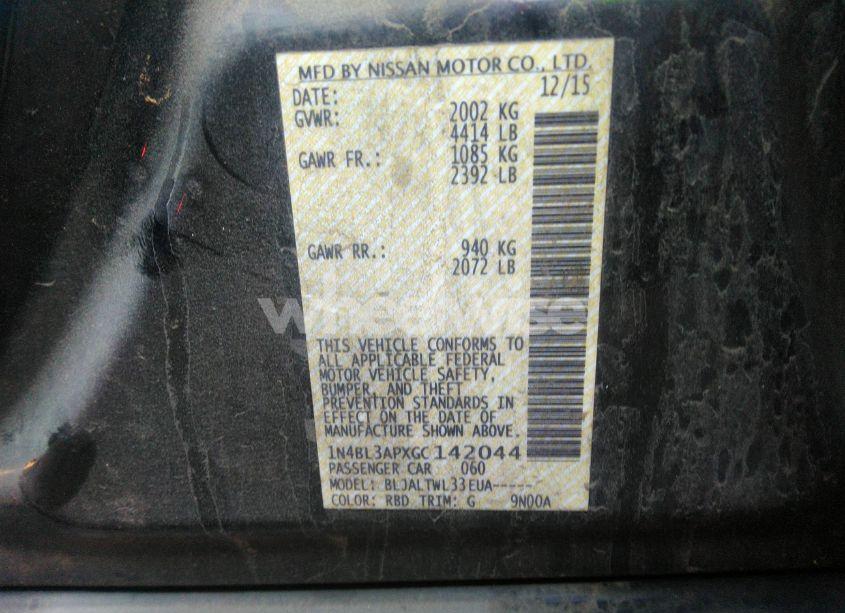 MFD BY NISSAN MOTOR CO., LTD.
DATE: 12/15
GVWR: 2002 KG
4414 LB
GAWR FR.: 1085 KG
2392 LB
GAWR RR.: 940 KG
2072 LB
wheelwise
THIS VEHICLE CONFORMS TO
ALL APPLICABLE FEDERAL
MOTOR VEHICLE SAFETY,
BUMPER, AND THEFT
PREVENTION STANDARDS IN
EFFECT ON THE DATE OF
MANUFACTURE SHOWN ABOVE.
1N4BL3APXGC142044
PASSENGER CAR 060
MODEL: BLJALTWL33EUA-----
COLOR: RBD TRIM: G 9N00A